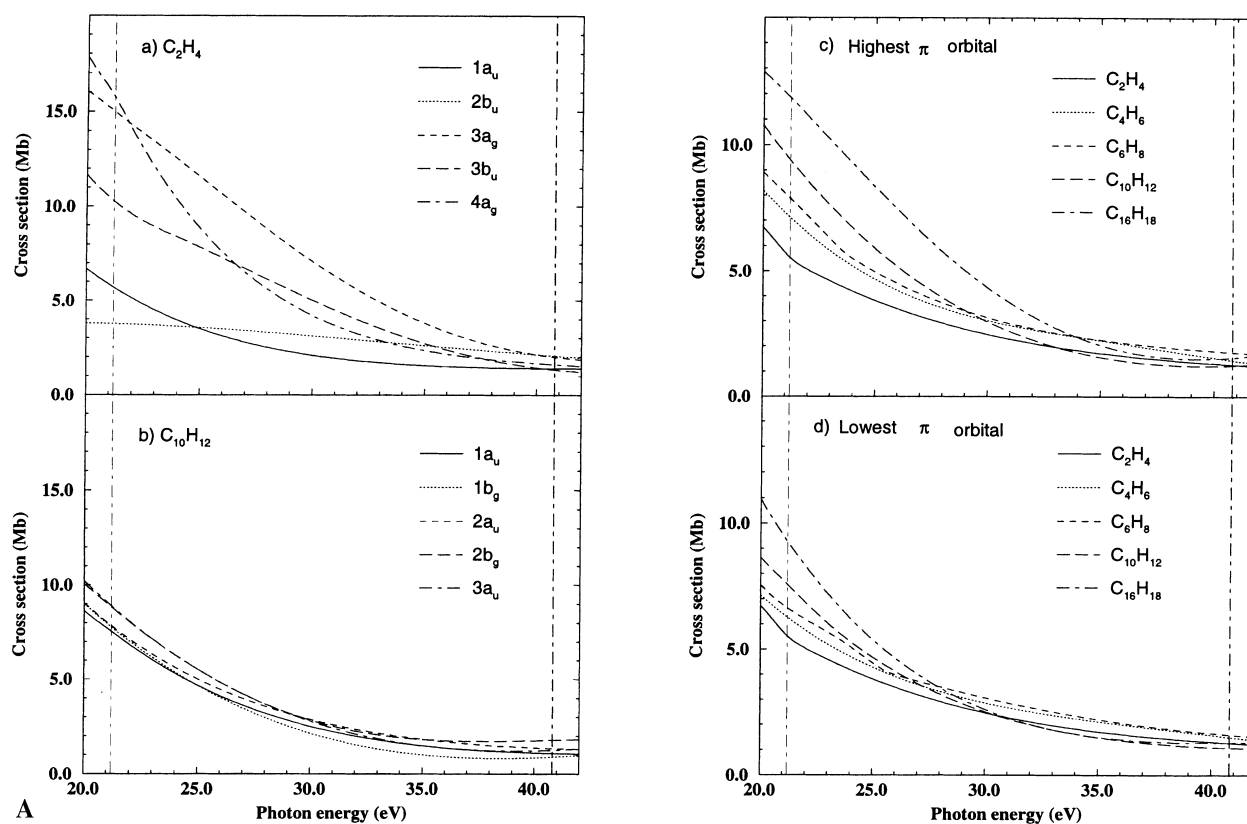 a) C₂H₄
1aᵤ
2bᵤ
3a_g
3bᵤ
4a_g
Cross section (Mb)
15.0
10.0
5.0
0.0
b) C₁₀H₁₂
1aᵤ
1b_g
2aᵤ
2b_g
3aᵤ
Cross section (Mb)
15.0
10.0
5.0
0.0
20.0 25.0 30.0 35.0 40.0
Photon energy (eV)
A
c) Highest π orbital
C₂H₄
C₄H₆
C₆H₈
C₁₀H₁₂
C₁₆H₁₈
Cross section (Mb)
10.0
5.0
0.0
d) Lowest π orbital
C₂H₄
C₄H₆
C₆H₈
C₁₀H₁₂
C₁₆H₁₈
Cross section (Mb)
10.0
5.0
0.0
20.0 25.0 30.0 35.0 40.0
Photon energy (eV)